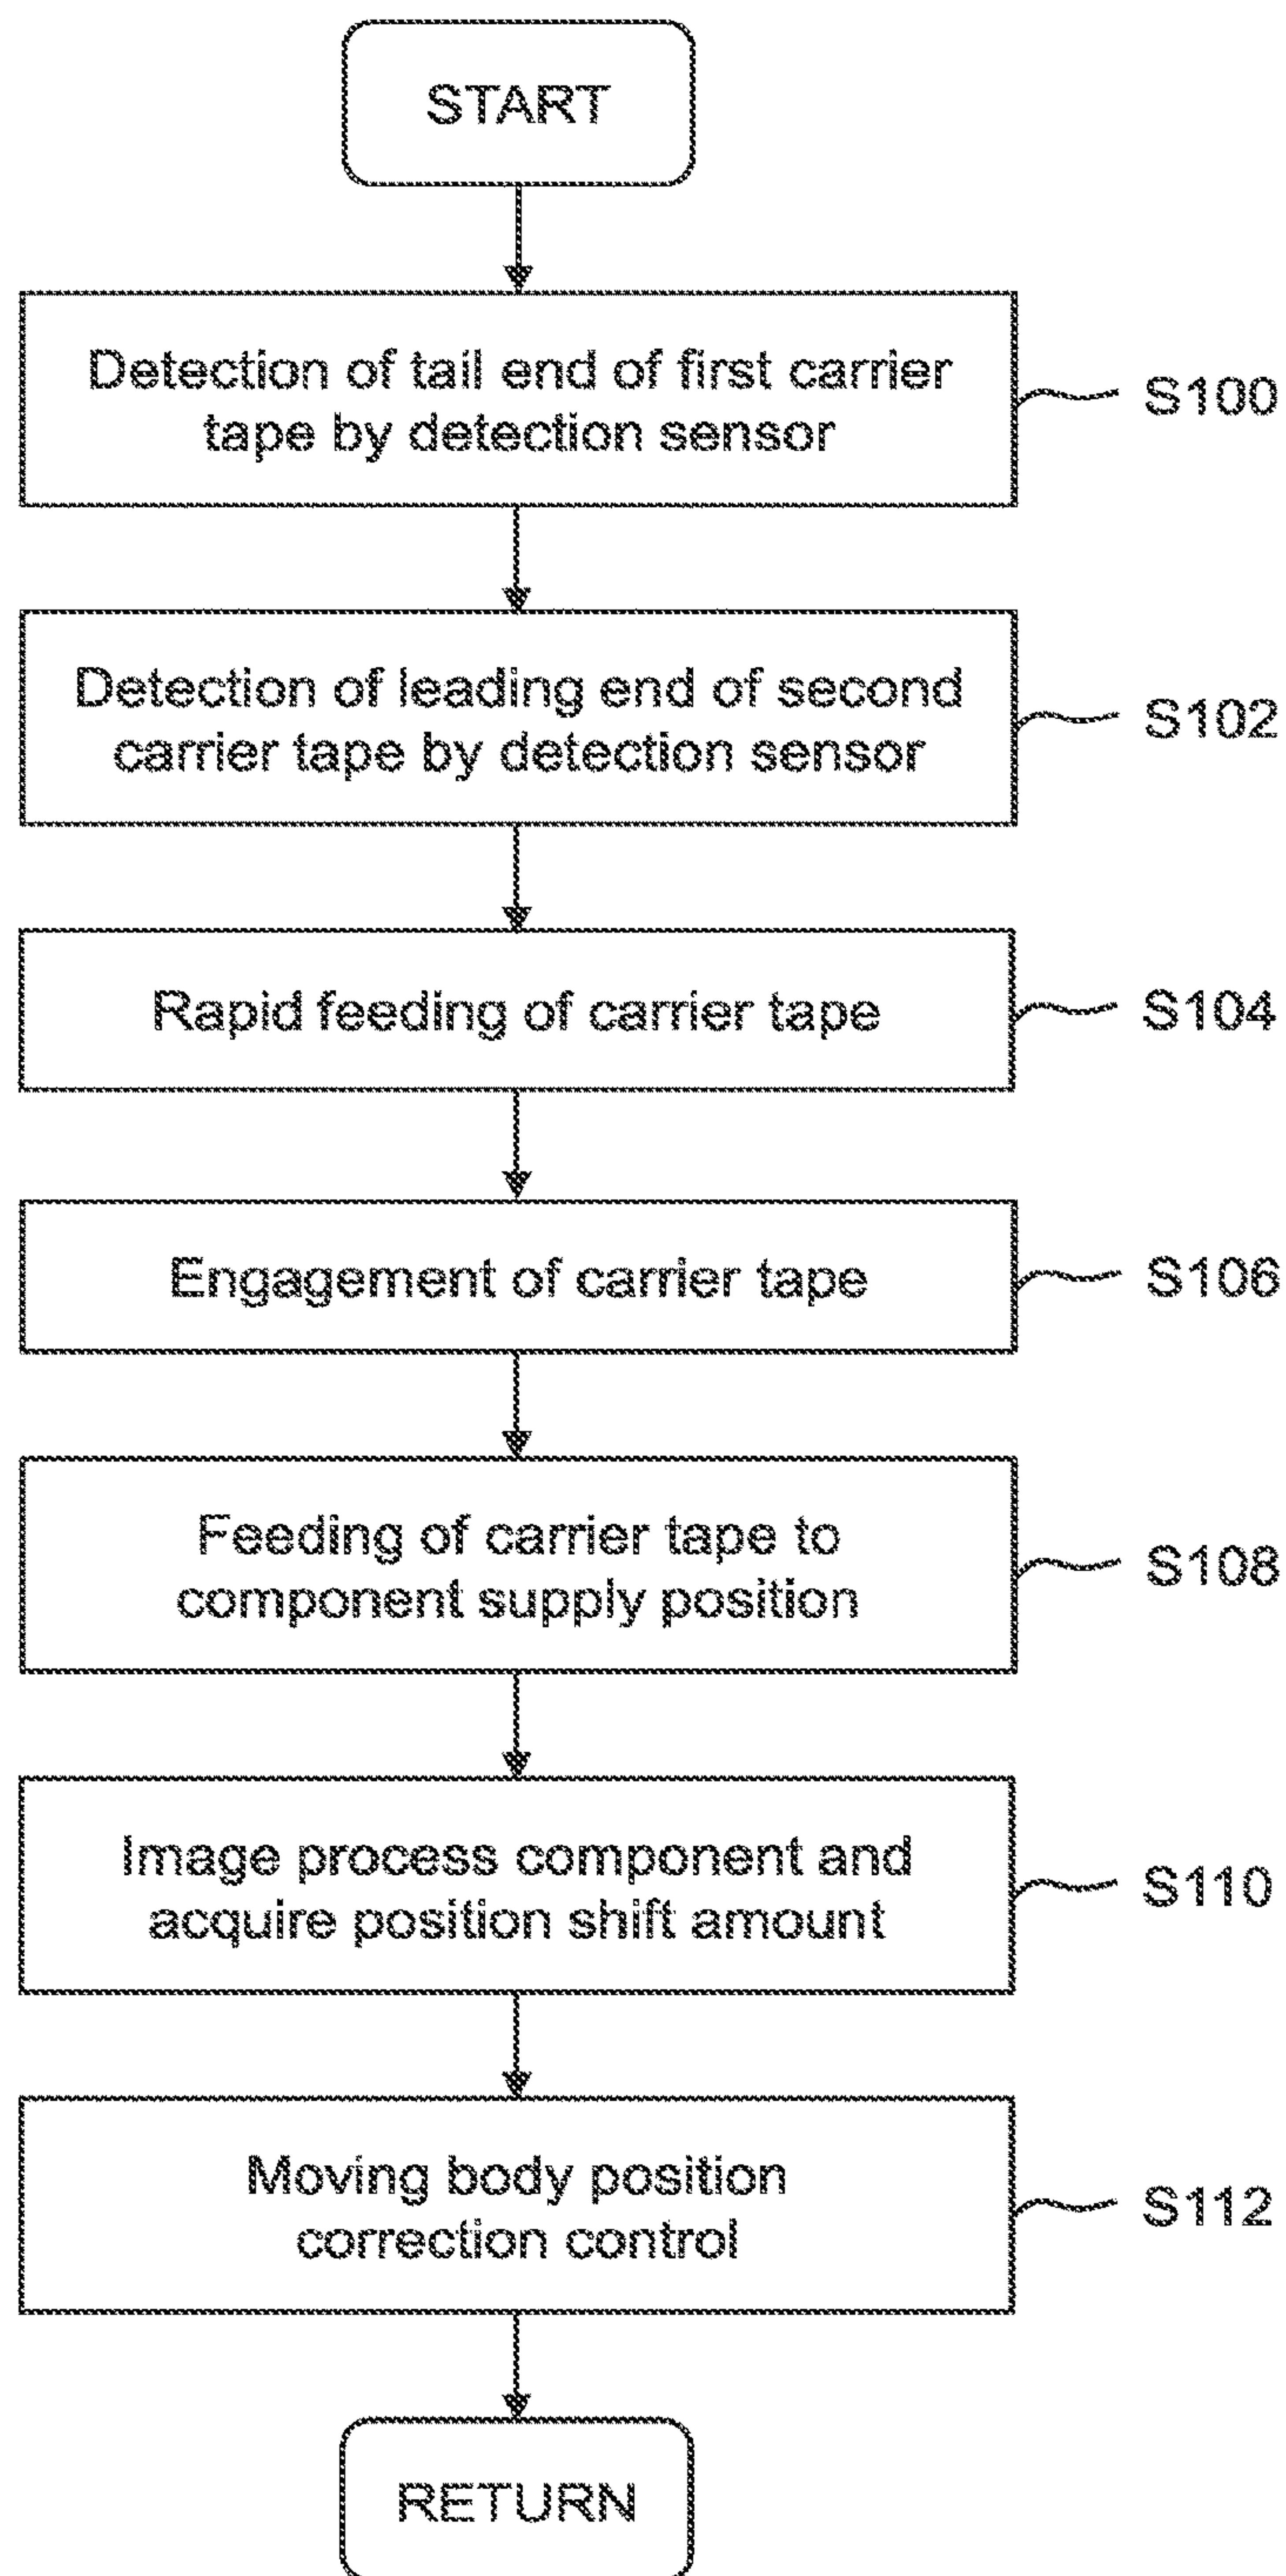 START
Detection of tail end of first carrier
tape by detection sensor
S100
Detection of leading end of second
carrier tape by detection sensor
S102
Rapid feeding of carrier tape
S104
Engagement of carrier tape
S106
Feeding of carrier tape to
component supply position
S108
Image process component and
acquire position shift amount
S110
Moving body position
correction control
S112
RETURN